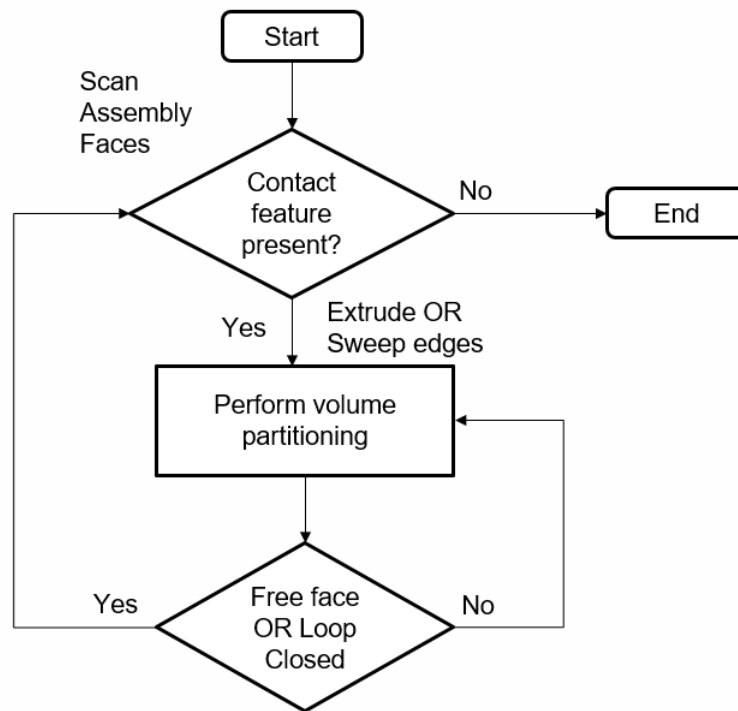 Start
Scan
Assembly
Faces
Contact
feature
present?
No
End
Yes
Extrude OR
Sweep edges
Perform volume
partitioning
Yes
Free face
OR Loop
Closed
No